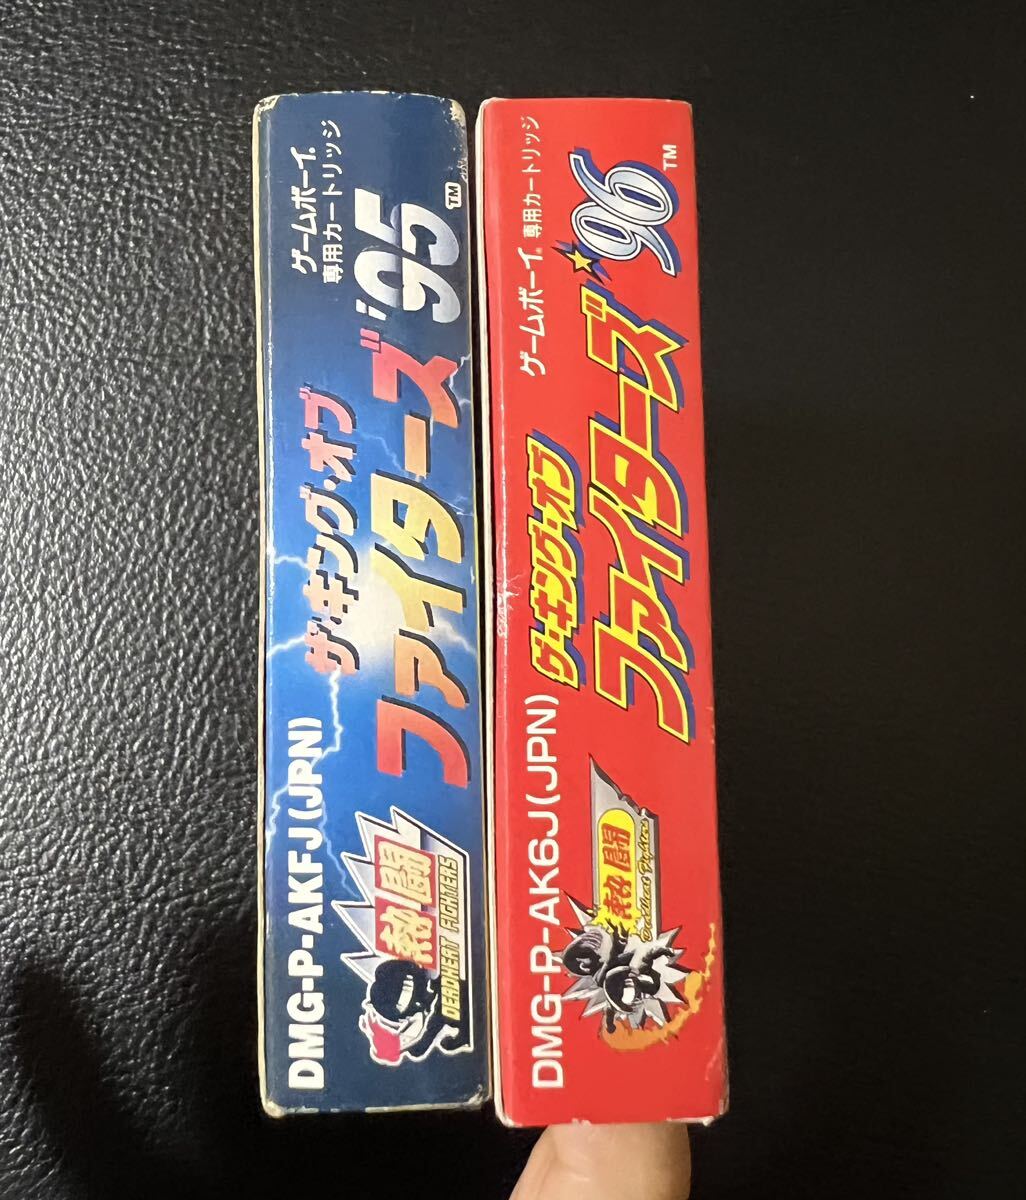 DMG-P-AKFJ(JPN)
熱闘
DEADHEAT FIGHTERS
ザ・キング・オブ
ファイターズ'95
TM
ゲームボーイ®
専用カートリッジ
DMG-P-AK6J(JPN)
熱闘
Deadheat Fighters
ザ・キング・オブ
ファイターズ'96
TM
ゲームボーイ® 専用カートリッジ